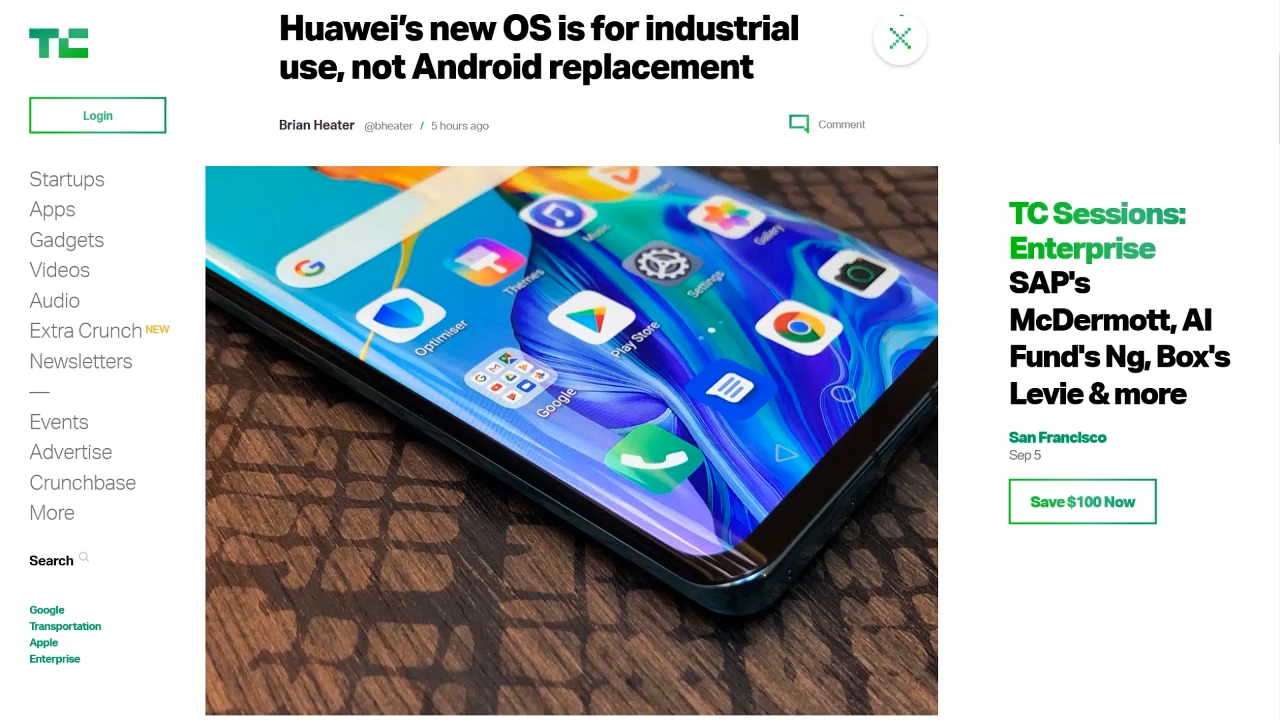 TC
Login
Startups
Apps
Gadgets
Videos
Audio
Extra Crunch NEW
Newsletters
—
Events
Advertise
Crunchbase
More
Search
Google
Transportation
Apple
Enterprise
Huawei’s new OS is for industrial
use, not Android replacement
Brian Heater @bheater / 5 hours ago
Comment
Music
Gallery
Themes
Settings
Optimiser
Play Store
Google
TC Sessions:
Enterprise
SAP's
McDermott, AI
Fund's Ng, Box's
Levie & more
San Francisco
Sep 5
Save $100 Now